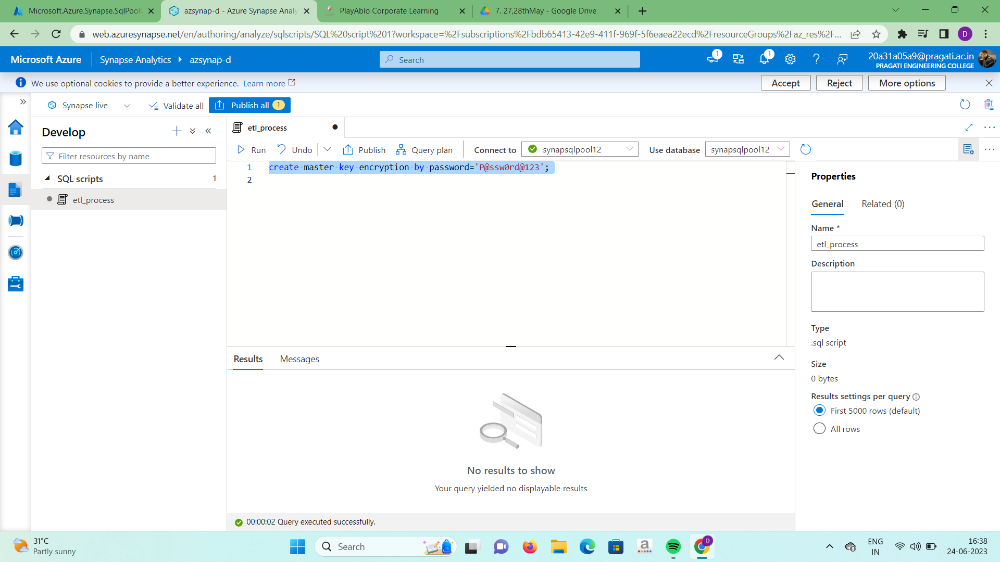 Microsoft.Azure.Synapse.SqlPool
azsynap-d - Azure Synapse Analy
PlayAblo Corporate Learning
7. 27,28thMay - Google Drive
web.azuresynapse.net/en/authoring/analyze/sqlscripts/SQL%20script%201?workspace=%2Fsubscriptions%2Fbdb65413-42e9-411f-969f-5f6eaea22ecd%2FresourceGroups%2Faz_res%2F...
D
Microsoft Azure
Synapse Analytics
azsynap-d
Search
1
1
20a31a05a9@pragati.ac.in
PRAGATI ENGINEERING COLLEGE
We use optional cookies to provide a better experience. Learn more
Accept
Reject
More options
Synapse live
Validate all
Publish all 1
Develop
Filter resources by name
SQL scripts 1
etl_process
etl_process
Run
Undo
Publish
Query plan
Connect to
synapsqlpool12
Use database
synapsqlpool12
1 create master key encryption by password='P@ssw0rd@123';
2
Results
Messages
No results to show
Your query yielded no displayable results
00:00:02 Query executed successfully.
Properties
General
Related (0)
Name *
etl_process
Description
Type
.sql script
Size
0 bytes
Results settings per query
First 5000 rows (default)
All rows
31°C
Partly sunny
Search
a
D
ENG
IN
16:38
24-06-2023